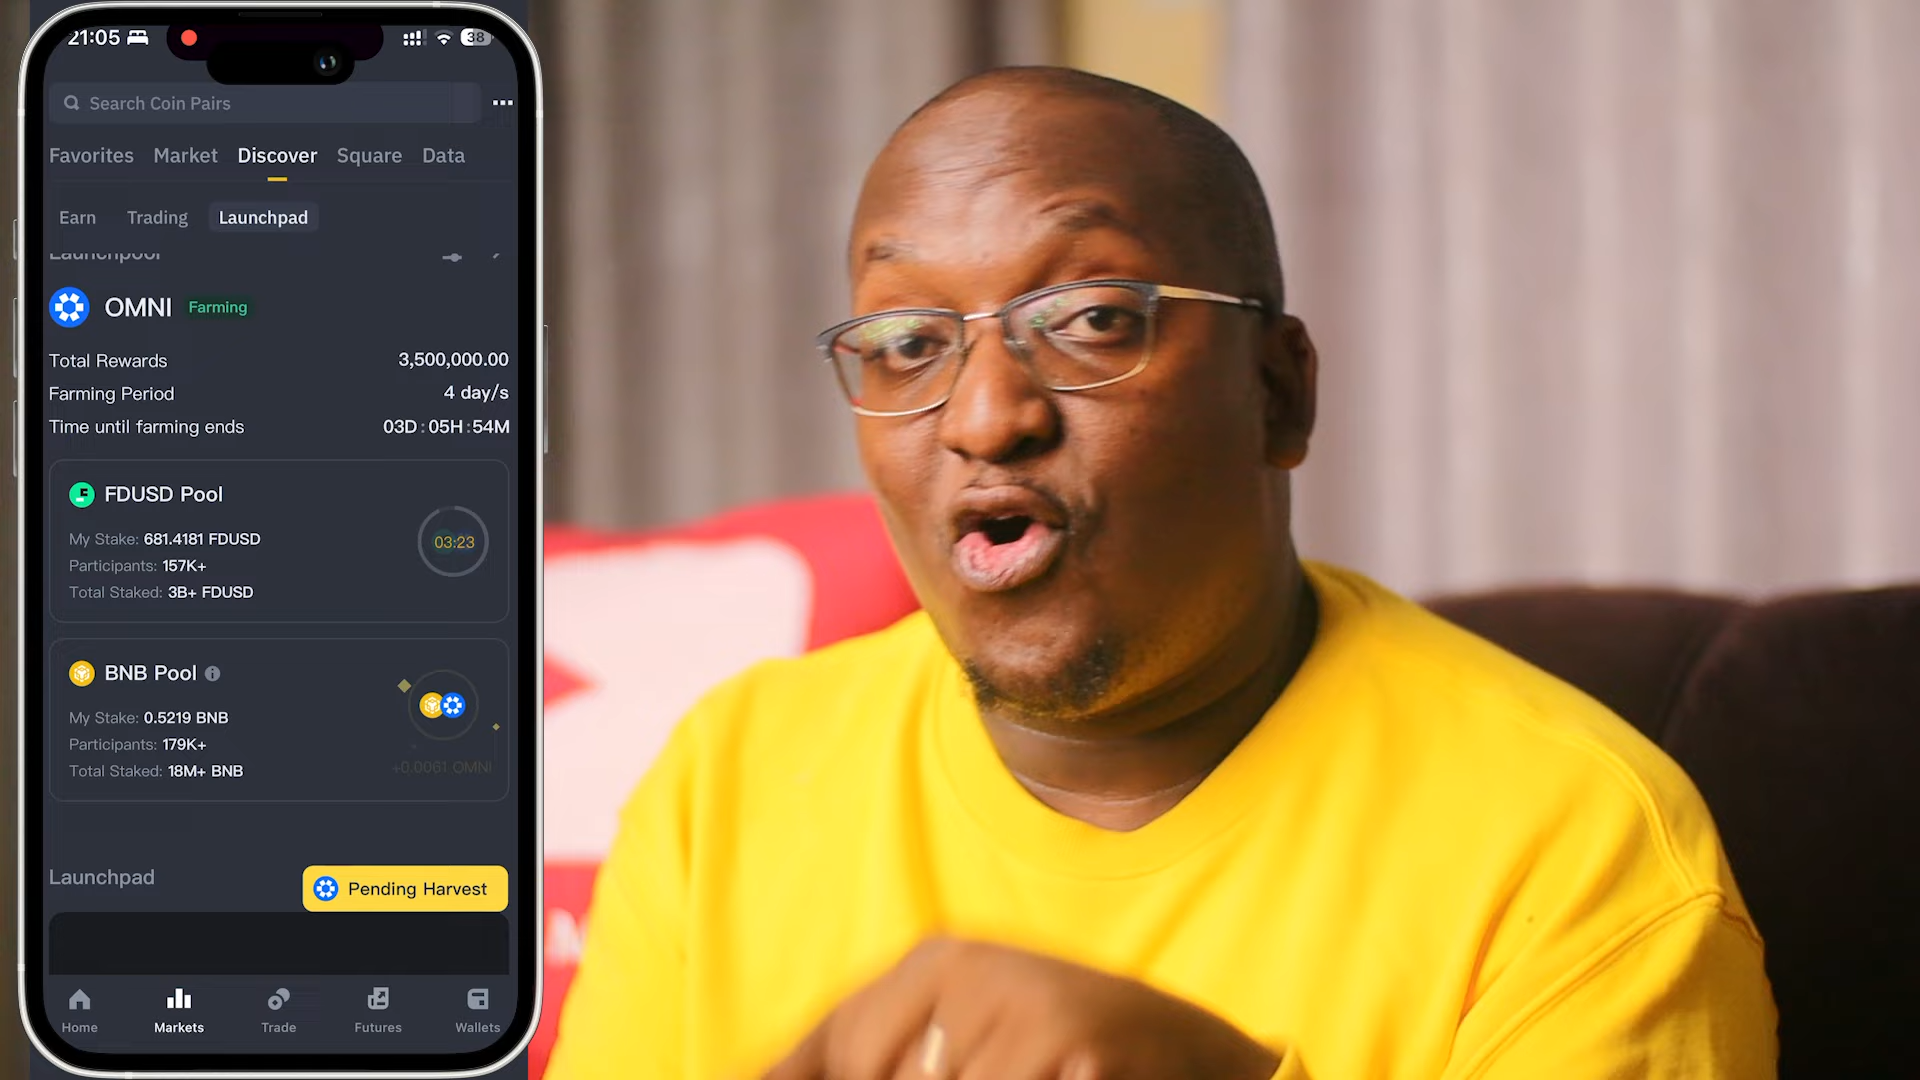 21:05
38
Search Coin Pairs
Favorites Market Discover Square Data
Earn Trading Launchpad
Launchpool
OMNI Farming
Total Rewards 3,500,000.00
Farming Period 4 day/s
Time until farming ends 03D:05H:54M
FDUSD Pool
My Stake: 681.4181 FDUSD
03:23
Participants: 157K+
Total Staked: 3B+ FDUSD
BNB Pool
My Stake: 0.5219 BNB
Participants: 179K+
Total Staked: 18M+ BNB
+0.0061 OMNI
Launchpad
Pending Harvest
Home Markets Trade Futures Wallets